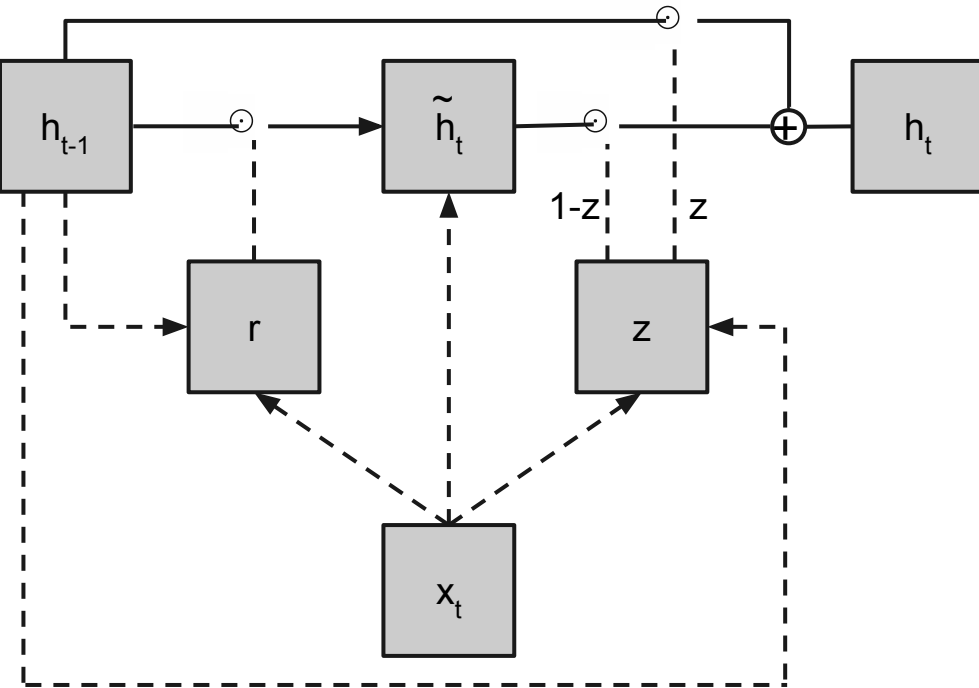 h_{t-1}
⊙
h̃_t
⊙
⊙
+
h_t
1-z
z
r
z
x_t